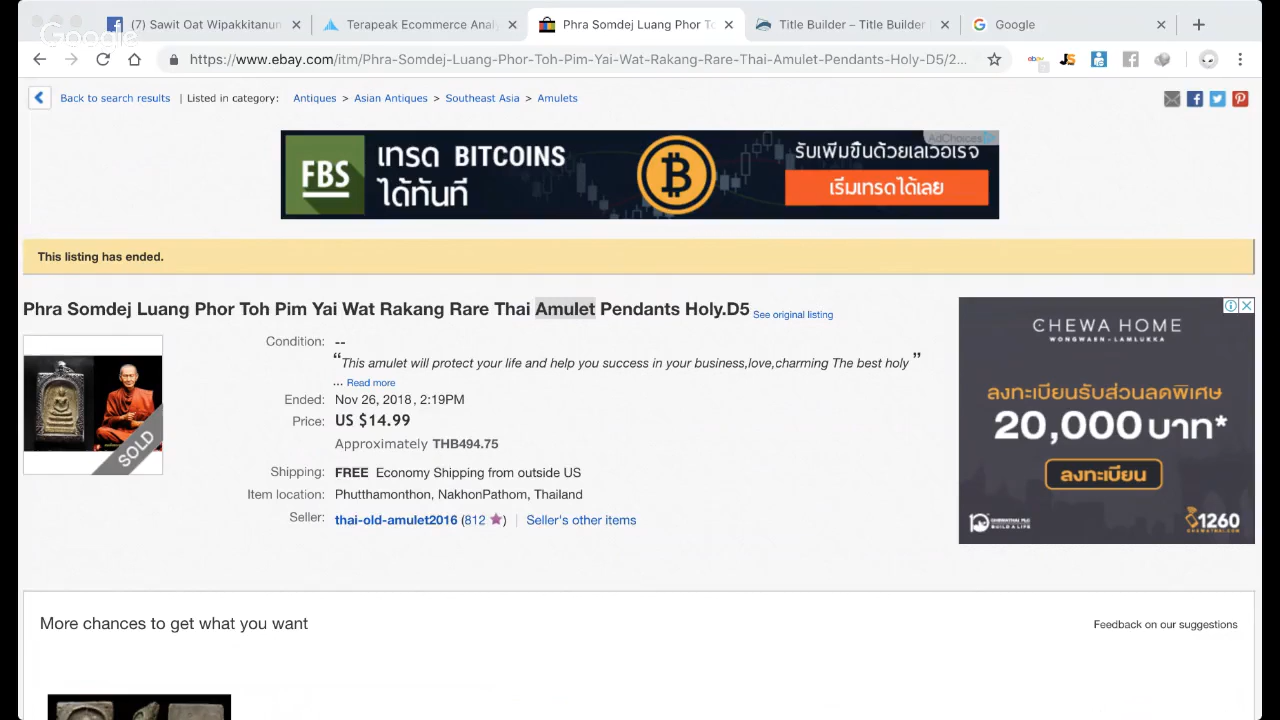 (7) Sawit Oat Wipakkitanun
Terapeak Ecommerce Anal
Phra Somdej Luang Phor To
Title Builder – Title Builder
Google
Google
https://www.ebay.com/itm/Phra-Somdej-Luang-Phor-Toh-Pim-Yai-Wat-Rakang-Rare-Thai-Amulet-Pendants-Holy-D5/2...
Back to search results | Listed in category: Antiques > Asian Antiques > Southeast Asia > Amulets
AdChoices
FBS
เทรด BITCOINS
ได้ทันที
รับเพิ่มขึ้นด้วยเลเวอเรจ
เริ่มเทรดได้เลย
This listing has ended.
Phra Somdej Luang Phor Toh Pim Yai Wat Rakang Rare Thai Amulet Pendants Holy.D5 See original listing
SOLD
Condition: --
“This amulet will protect your life and help you success in your business,love,charming The best holy ”
... Read more
Ended: Nov 26, 2018 , 2:19PM
Price: US $14.99
Approximately THB494.75
Shipping: FREE Economy Shipping from outside US
Item location: Phutthamonthon, NakhonPathom, Thailand
Seller: thai-old-amulet2016 (812 ) | Seller's other items
CHEWA HOME
WONGWAEN - LAMLUKKA
ลงทะเบียนรับส่วนลดพิเศษ
20,000 บาท*
ลงทะเบียน
1260
More chances to get what you want
Feedback on our suggestions